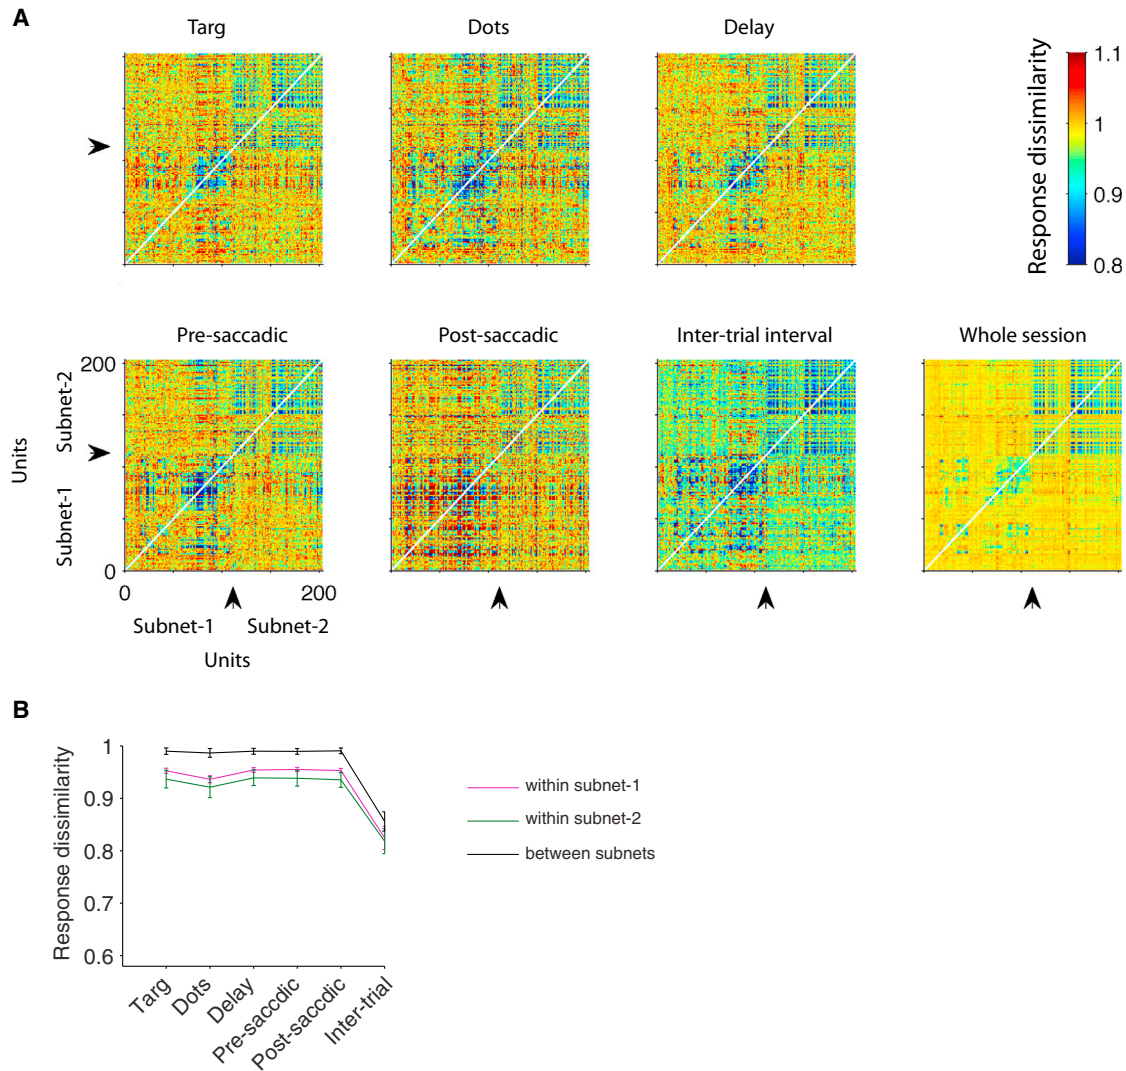 A
Targ
Dots
Delay
Response dissimilarity
1.1
1
0.9
0.8
Pre-saccadic
Post-saccadic
Inter-trial interval
Whole session
Units
Subnet-1
Subnet-2
200
0
0
200
Subnet-1
Subnet-2
Units
B
Response dissimilarity
1
0.9
0.8
0.7
0.6
Targ
Dots
Delay
Pre-saccdic
Post-saccdic
Inter-trial
within subnet-1
within subnet-2
between subnets